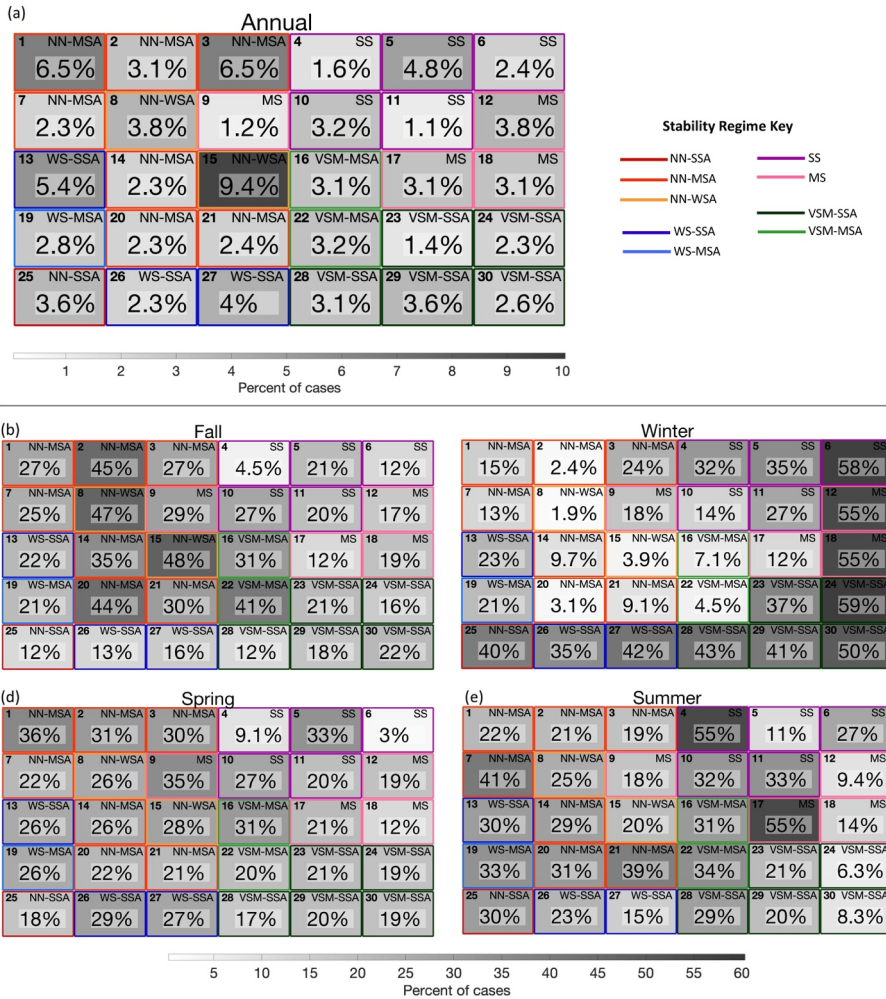 (a)
Annual
1 NN-MSA 2 NN-MSA 3 NN-MSA 4 SS 5 SS 6 SS
6.5% 3.1% 6.5% 1.6% 4.8% 2.4%
7 NN-MSA 8 NN-WSA 9 MS 10 SS 11 SS 12 MS
2.3% 3.8% 1.2% 3.2% 1.1% 3.8%
13 WS-SSA 14 NN-MSA 15 NN-WSA 16 VSM-MSA 17 MS 18 MS
5.4% 2.3% 9.4% 3.1% 3.1% 3.1%
19 WS-MSA 20 NN-MSA 21 NN-MSA 22 VSM-MSA 23 VSM-SSA 24 VSM-SSA
2.8% 2.3% 2.4% 3.2% 1.4% 2.3%
25 NN-SSA 26 WS-SSA 27 WS-SSA 28 VSM-SSA 29 VSM-SSA 30 VSM-SSA
3.6% 2.3% 4% 3.1% 3.6% 2.6%
1 2 3 4 5 6 7 8 9 10
Percent of cases
Stability Regime Key
NN-SSA SS
NN-MSA MS
NN-WSA
VSM-SSA
WS-SSA VSM-MSA
WS-MSA
(b)
Fall
1 NN-MSA 2 NN-MSA 3 NN-MSA 4 SS 5 SS 6 SS
27% 45% 27% 4.5% 21% 12%
7 NN-MSA 8 NN-WSA 9 MS 10 SS 11 SS 12 MS
25% 47% 29% 27% 20% 17%
13 WS-SSA 14 NN-MSA 15 NN-WSA 16 VSM-MSA 17 MS 18 MS
22% 35% 48% 31% 12% 19%
19 WS-MSA 20 NN-MSA 21 NN-MSA 22 VSM-MSA 23 VSM-SSA 24 VSM-SSA
21% 44% 30% 41% 21% 16%
25 NN-SSA 26 WS-SSA 27 WS-SSA 28 VSM-SSA 29 VSM-SSA 30 VSM-SSA
12% 13% 16% 12% 18% 22%
Winter
1 NN-MSA 2 NN-MSA 3 NN-MSA 4 SS 5 SS 6 SS
15% 2.4% 24% 32% 35% 58%
7 NN-MSA 8 NN-WSA 9 MS 10 SS 11 SS 12 MS
13% 1.9% 18% 14% 27% 55%
13 WS-SSA 14 NN-MSA 15 NN-WSA 16 VSM-MSA 17 MS 18 MS
23% 9.7% 3.9% 7.1% 12% 55%
19 WS-MSA 20 NN-MSA 21 NN-MSA 22 VSM-MSA 23 VSM-SSA 24 VSM-SSA
21% 3.1% 9.1% 4.5% 37% 59%
25 NN-SSA 26 WS-SSA 27 WS-SSA 28 VSM-SSA 29 VSM-SSA 30 VSM-SSA
40% 35% 42% 43% 41% 50%
(d)
Spring
1 NN-MSA 2 NN-MSA 3 NN-MSA 4 SS 5 SS 6 SS
36% 31% 30% 9.1% 33% 3%
7 NN-MSA 8 NN-WSA 9 MS 10 SS 11 SS 12 MS
22% 26% 35% 27% 20% 19%
13 WS-SSA 14 NN-MSA 15 NN-WSA 16 VSM-MSA 17 MS 18 MS
26% 26% 28% 31% 21% 12%
19 WS-MSA 20 NN-MSA 21 NN-MSA 22 VSM-MSA 23 VSM-SSA 24 VSM-SSA
26% 22% 21% 20% 21% 19%
25 NN-SSA 26 WS-SSA 27 WS-SSA 28 VSM-SSA 29 VSM-SSA 30 VSM-SSA
18% 29% 27% 17% 20% 19%
(e)
Summer
1 NN-MSA 2 NN-MSA 3 NN-MSA 4 SS 5 SS 6 SS
22% 21% 19% 55% 11% 27%
7 NN-MSA 8 NN-WSA 9 MS 10 SS 11 SS 12 MS
41% 25% 18% 32% 33% 9.4%
13 WS-SSA 14 NN-MSA 15 NN-WSA 16 VSM-MSA 17 MS 18 MS
30% 29% 20% 31% 55% 14%
19 WS-MSA 20 NN-MSA 21 NN-MSA 22 VSM-MSA 23 VSM-SSA 24 VSM-SSA
33% 31% 39% 34% 21% 6.3%
25 NN-SSA 26 WS-SSA 27 WS-SSA 28 VSM-SSA 29 VSM-SSA 30 VSM-SSA
30% 23% 15% 29% 20% 8.3%
5 10 15 20 25 30 35 40 45 50 55 60
Percent of cases